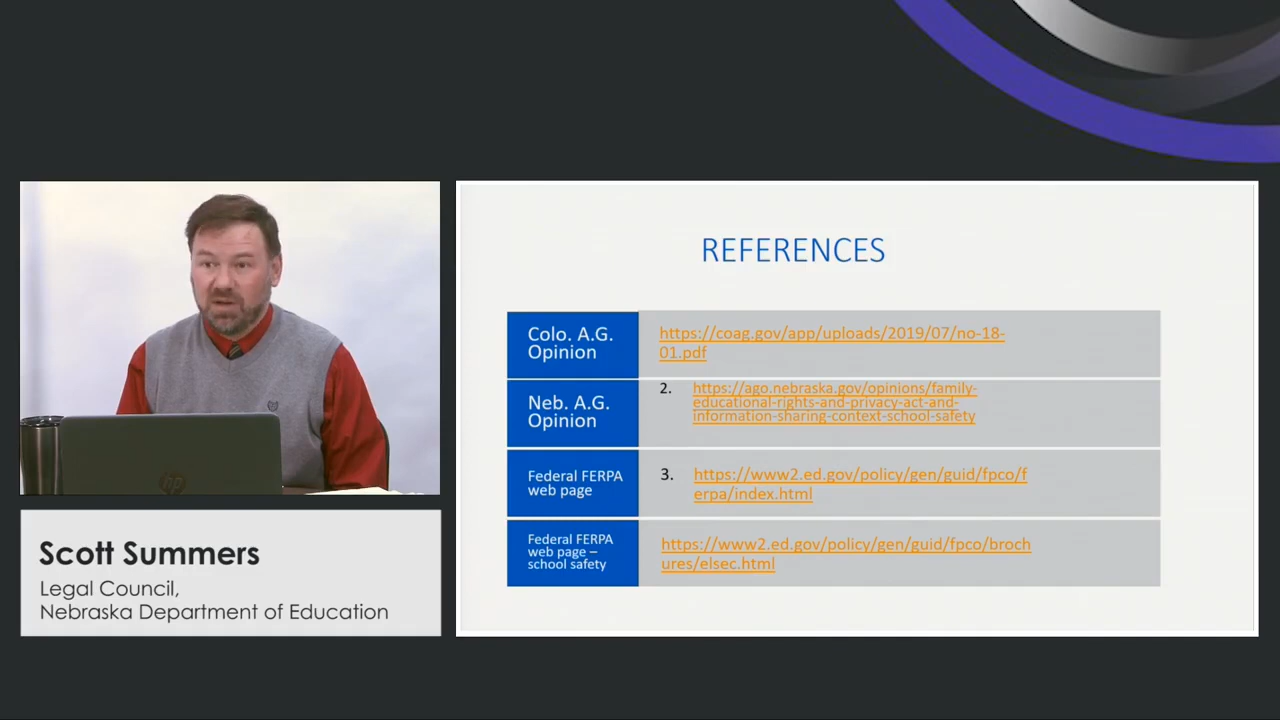 REFERENCES
Colo. A.G.
Opinion
https://coag.gov/app/uploads/2019/07/no-18-
01.pdf
Neb. A.G.
Opinion
2. https://ago.nebraska.gov/opinions/family-
educational-rights-and-privacy-act-and-
information-sharing-context-school-safety
Federal FERPA
web page
3. https://www2.ed.gov/policy/gen/guid/fpco/f
erpa/index.html
Federal FERPA
web page –
school safety
https://www2.ed.gov/policy/gen/guid/fpco/broch
ures/elsec.html
hp
Scott Summers
Legal Council,
Nebraska Department of Education